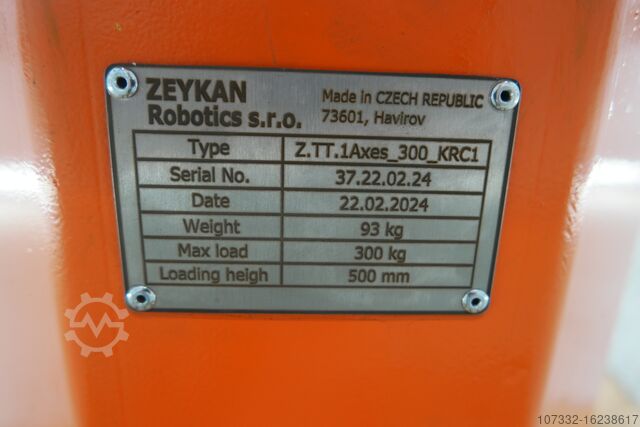 ZEYKAN
Robotics s.r.o.
Made in CZECH REPUBLIC
73601, Havirov
Type Z.TT.1Axes_300_KRC1
Serial No. 37.22.02.24
Date 22.02.2024
Weight 93 kg
Max load 300 kg
Loading heigh 500 mm
107332-16238617